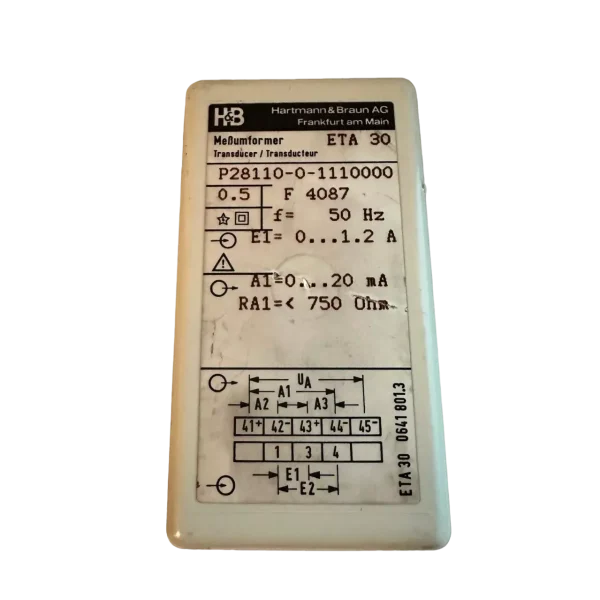 H&B
Hartmann & Braun AG
Frankfurt am Main
Meßumformer ETA 30
Transducer / Transducteur
P28110-0-1110000
0.5 F 4087
f= 50 Hz
E1= 0...1.2 A
A1=0...20 mA
RA1=< 750 Ohm
UA
A1
A2 A3
41+ 42- 43+ 44- 45-
1 3 4
E1
E2
ETA 30 0641 801.3